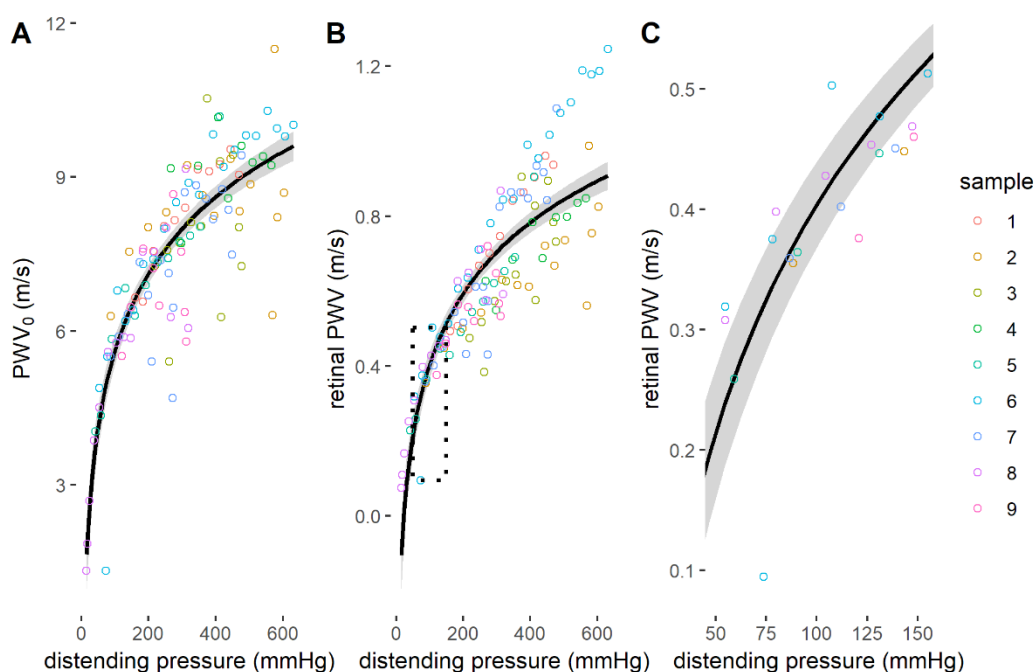 A
B
C
PWV₀ (m/s)
12
9
6
3
0 200 400 600
distending pressure (mmHg)
retinal PWV (m/s)
1.2
0.8
0.4
0.0
0 200 400 600
distending pressure (mmHg)
retinal PWV (m/s)
0.5
0.4
0.3
0.2
0.1
50 75 100 125 150
distending pressure (mmHg)
sample
1
2
3
4
5
6
7
8
9